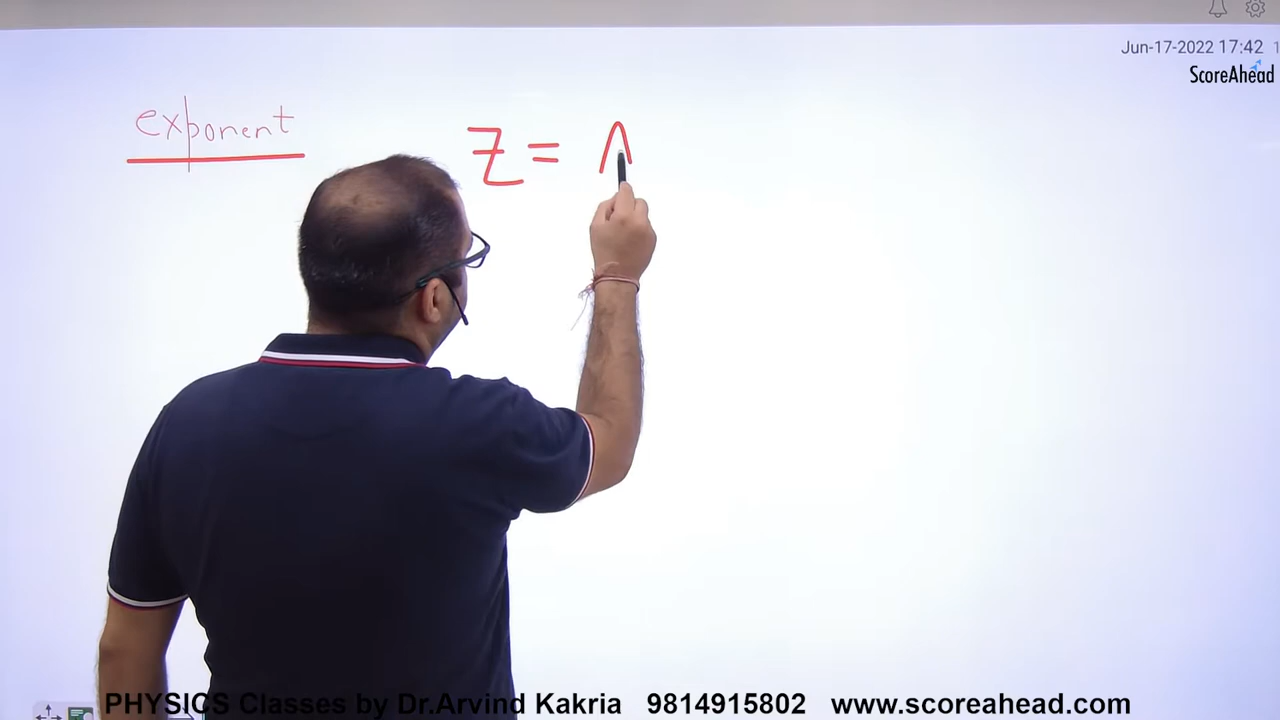 Jun-17-2022 17:42
ScoreAhead
exponent
Z =
PHYSICS Classes by Dr.Arvind Kakria 9814915802 www.scoreahead.com